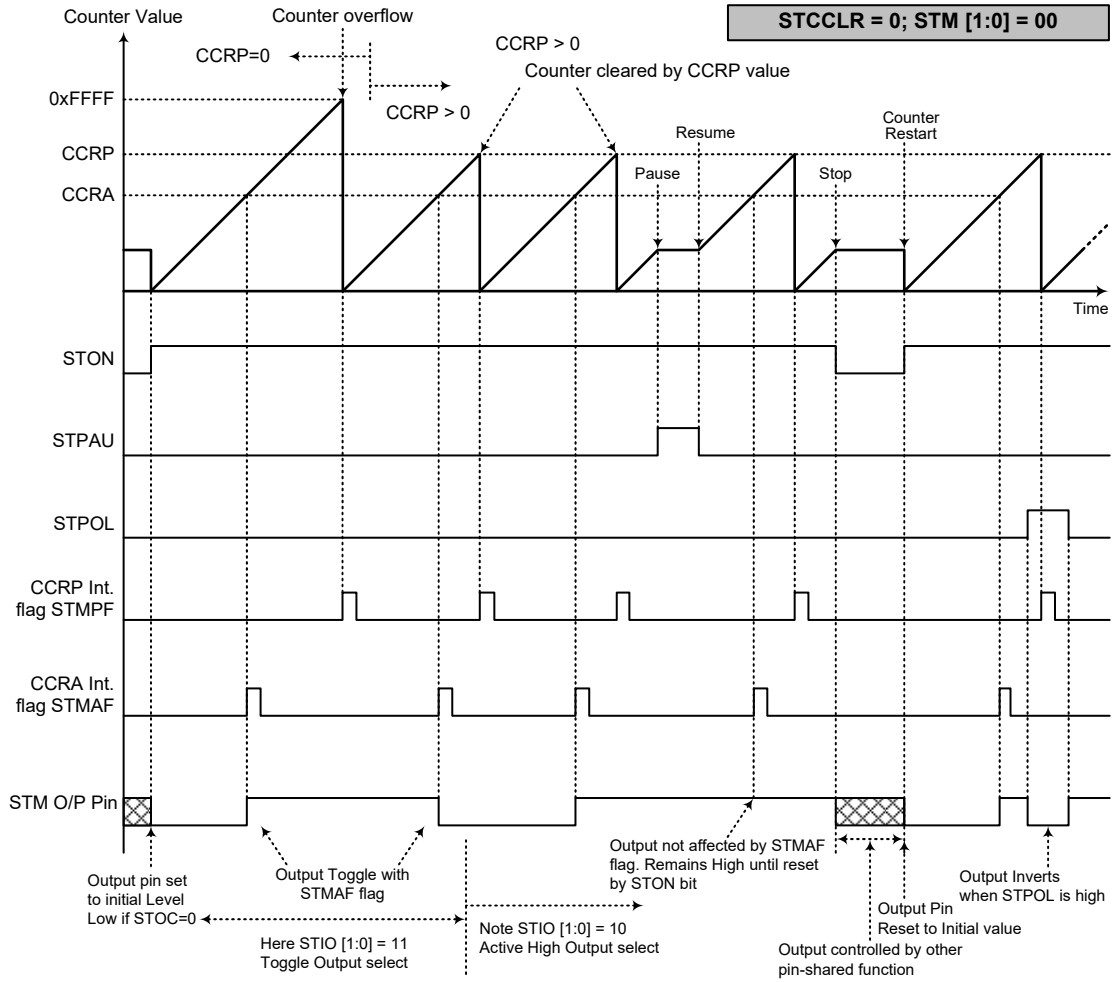 Counter Value
Counter overflow
STCCLR = 0; STM [1:0] = 00
CCRP=0
CCRP > 0
CCRP > 0
Counter cleared by CCRP value
0xFFFF
CCRP
CCRA
Pause
Resume
Stop
Counter
Restart
Time
STON
STPAU
STPOL
CCRP Int.
flag STMPF
CCRA Int.
flag STMAF
STM O/P Pin
Output pin set
to initial Level
Low if STOC=0
Output Toggle with
STMAF flag
Here STIO [1:0] = 11
Toggle Output select
Note STIO [1:0] = 10
Active High Output select
Output not affected by STMAF
flag. Remains High until reset
by STON bit
Output controlled by other
pin-shared function
Output Pin
Reset to Initial value
Output Inverts
when STPOL is high